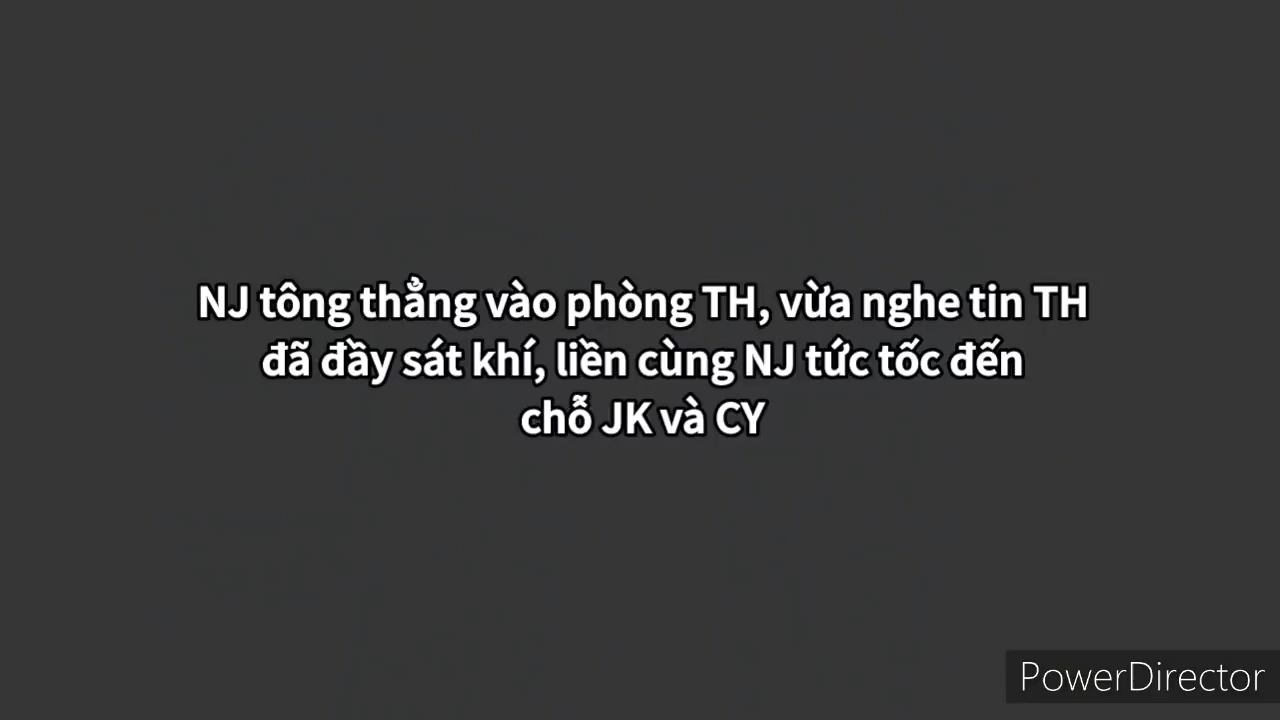 NJ tông thẳng vào phòng TH, vừa nghe tin TH
đã đầy sát khí, liền cùng NJ tức tốc đến
chỗ JK và CY
PowerDirector